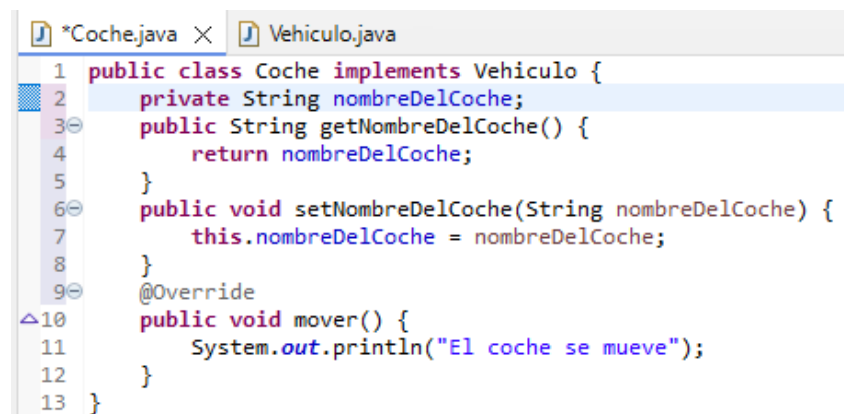 *Coche.java Vehiculo.java
1 public class Coche implements Vehiculo {
2 private String nombreDelCoche;
3 public String getNombreDelCoche() {
4 return nombreDelCoche;
5 }
6 public void setNombreDelCoche(String nombreDelCoche) {
7 this.nombreDelCoche = nombreDelCoche;
8 }
9 @Override
10 public void mover() {
11 System.out.println("El coche se mueve");
12 }
13 }